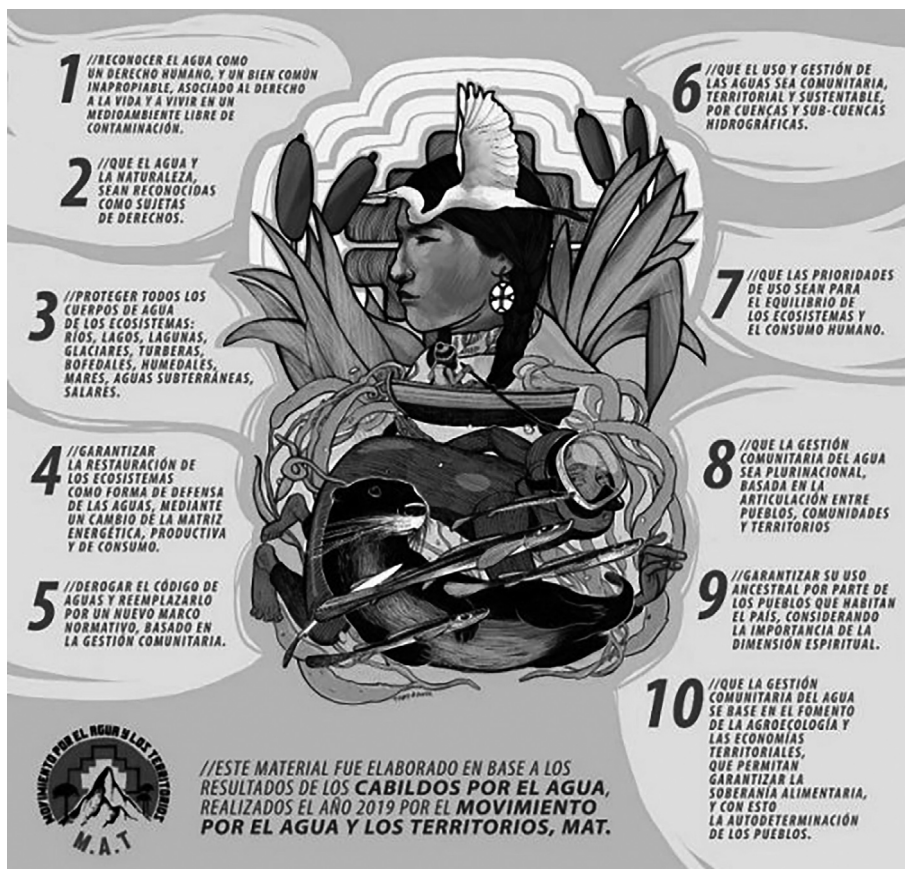 1 //RECONOCER EL AGUA COMO
UN DERECHO HUMANO, Y UN BIEN COMÚN
INAPROPIABLE, ASOCIADO AL DERECHO
A LA VIDA Y A VIVIR EN UN
MEDIOAMBIENTE LIBRE DE
CONTAMINACIÓN.
2 //QUE EL AGUA Y
LA NATURALEZA,
SEAN RECONOCIDAS
COMO SUJETAS
DE DERECHOS.
3 //PROTEGER TODOS LOS
CUERPOS DE AGUA
DE LOS ECOSISTEMAS:
RÍOS, LAGOS, LAGUNAS,
GLACIARES, TURBERAS,
BOFEDALES, HUMEDALES,
MARES, AGUAS SUBTERRÁNEAS,
SALARES.
4 //GARANTIZAR
LA RESTAURACIÓN DE
LOS ECOSISTEMAS
COMO FORMA DE DEFENSA
DE LAS AGUAS, MEDIANTE
UN CAMBIO DE LA MATRIZ
ENERGÉTICA, PRODUCTIVA
Y DE CONSUMO.
5 //DEROGAR EL CÓDIGO DE
AGUAS Y REEMPLAZARLO
POR UN NUEVO MARCO
NORMATIVO, BASADO EN
LA GESTIÓN COMUNITARIA.
6 //QUE EL USO Y GESTIÓN DE
LAS AGUAS SEA COMUNITARIA,
TERRITORIAL Y SUSTENTABLE,
POR CUENCAS Y SUB-CUENCAS
HIDROGRÁFICAS.
7 //QUE LAS PRIORIDADES
DE USO SEAN PARA
EL EQUILIBRIO DE
LOS ECOSISTEMAS Y
EL CONSUMO HUMANO.
8 //QUE LA GESTIÓN
COMUNITARIA DEL AGUA
SEA PLURINACIONAL,
BASADA EN LA
ARTICULACIÓN ENTRE
PUEBLOS, COMUNIDADES
Y TERRITORIOS
9 //GARANTIZAR SU USO
ANCESTRAL POR PARTE DE
LOS PUEBLOS QUE HABITAN
EL PAÍS, CONSIDERANDO
LA IMPORTANCIA DE LA
DIMENSIÓN ESPIRITUAL.
10 //QUE LA GESTIÓN
COMUNITARIA DEL AGUA
SE BASE EN EL FOMENTO
DE LA AGROECOLOGÍA Y
LAS ECONOMÍAS
TERRITORIALES,
QUE PERMITAN
GARANTIZAR LA
SOBERANÍA ALIMENTARIA,
Y CON ESTO
LA AUTODETERMINACIÓN
DE LOS PUEBLOS.
MOVIMIENTO POR EL AGUA Y LOS TERRITORIOS
M.A.T
//ESTE MATERIAL FUE ELABORADO EN BASE A LOS
RESULTADOS DE LOS CABILDOS POR EL AGUA,
REALIZADOS EL AÑO 2019 POR EL MOVIMIENTO
POR EL AGUA Y LOS TERRITORIOS, MAT.